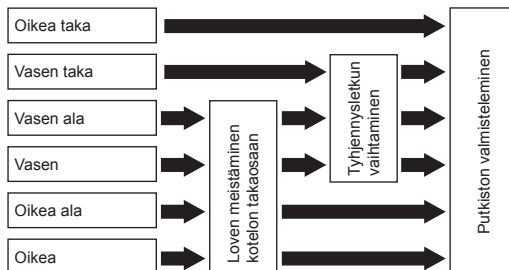 Oikea taka
Vasen taka
Vasen ala
Vasen
Oikea ala
Oikea
Loven meistäminen
kotelon takaosaan
Tyhjennysletkun
vaihtaminen
Putkiston valmisteleminen